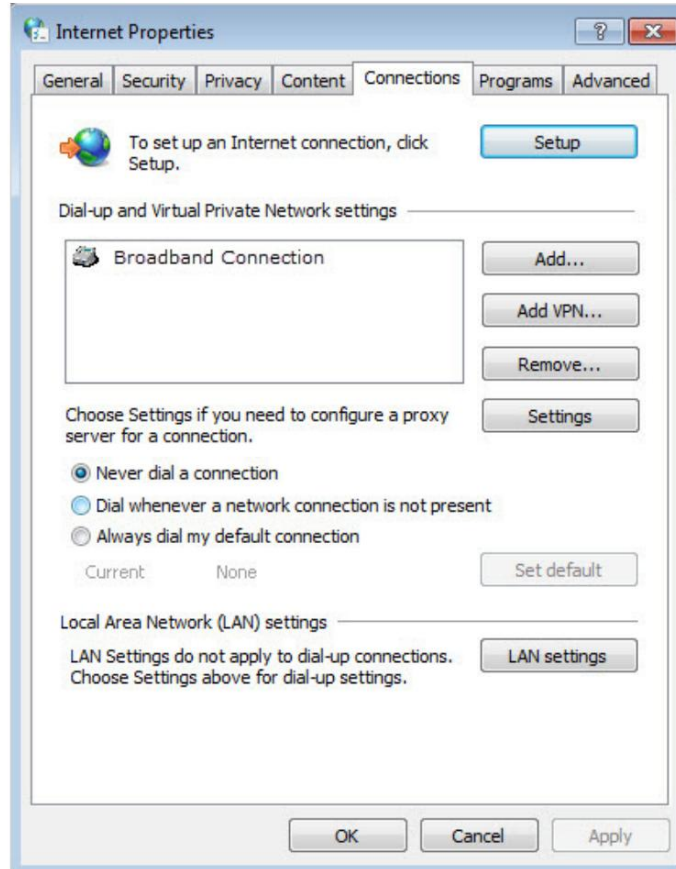 Internet Properties
?
General Security Privacy Content Connections Programs Advanced
To set up an Internet connection, click
Setup.
Setup
Dial-up and Virtual Private Network settings
Broadband Connection
Add...
Add VPN...
Remove...
Choose Settings if you need to configure a proxy
server for a connection.
Settings
Never dial a connection
Dial whenever a network connection is not present
Always dial my default connection
Current None
Set default
Local Area Network (LAN) settings
LAN Settings do not apply to dial-up connections.
Choose Settings above for dial-up settings.
LAN settings
OK Cancel Apply